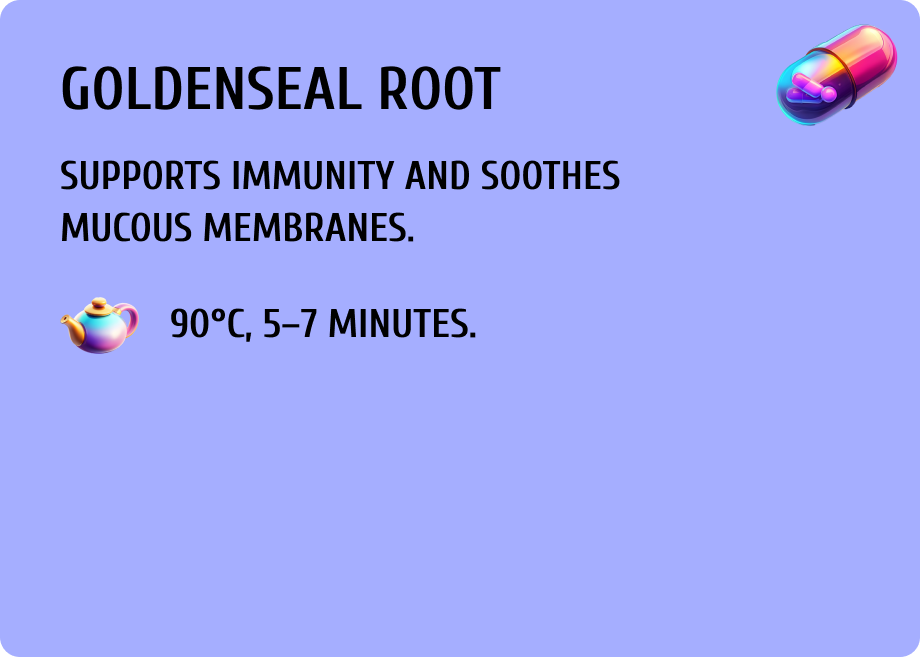 GOLDENSEAL ROOT
SUPPORTS IMMUNITY AND SOOTHES
MUCOUS MEMBRANES.
90°C, 5–7 MINUTES.